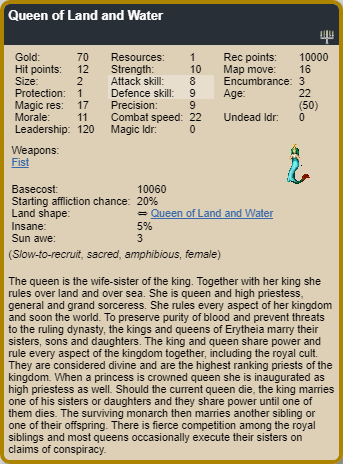 Queen of Land and Water
Gold: 70 Resources: 1 Rec points: 10000
Hit points: 12 Strength: 10 Map move: 16
Size: 2 Attack skill: 8 Encumbrance: 3
Protection: 1 Defence skill: 9 Age: 22
Magic res: 17 Precision: 9 (50)
Morale: 11 Combat speed: 22 Undead ldr: 0
Leadership: 120 Magic ldr: 0
Weapons:
Fist
Basecost: 10060
Starting affliction chance: 20%
Land shape: ⇐ Queen of Land and Water
Insane: 5%
Sun awe: 3
(Slow-to-recruit, sacred, amphibious, female)
The queen is the wife-sister of the king. Together with her king she
rules over land and over sea. She is queen and high priestess,
general and grand sorceress. She rules every aspect of her kingdom
and soon the world. To preserve purity of blood and prevent threats
to the ruling dynasty, the kings and queens of Erytheia marry their
sisters, sons and daughters. The king and queen share power and
rule every aspect of the kingdom together, including the royal cult.
They are considered divine and are the highest ranking priests of the
kingdom. When a princess is crowned queen she is inaugurated as
high priestess as well. Should the current queen die, the king marries
one of his sisters or daughters and they share power until one of
them dies. The surviving monarch then marries another sibling or
one of their offspring. There is fierce competition among the royal
siblings and most queens occasionally execute their sisters on
claims of conspiracy.